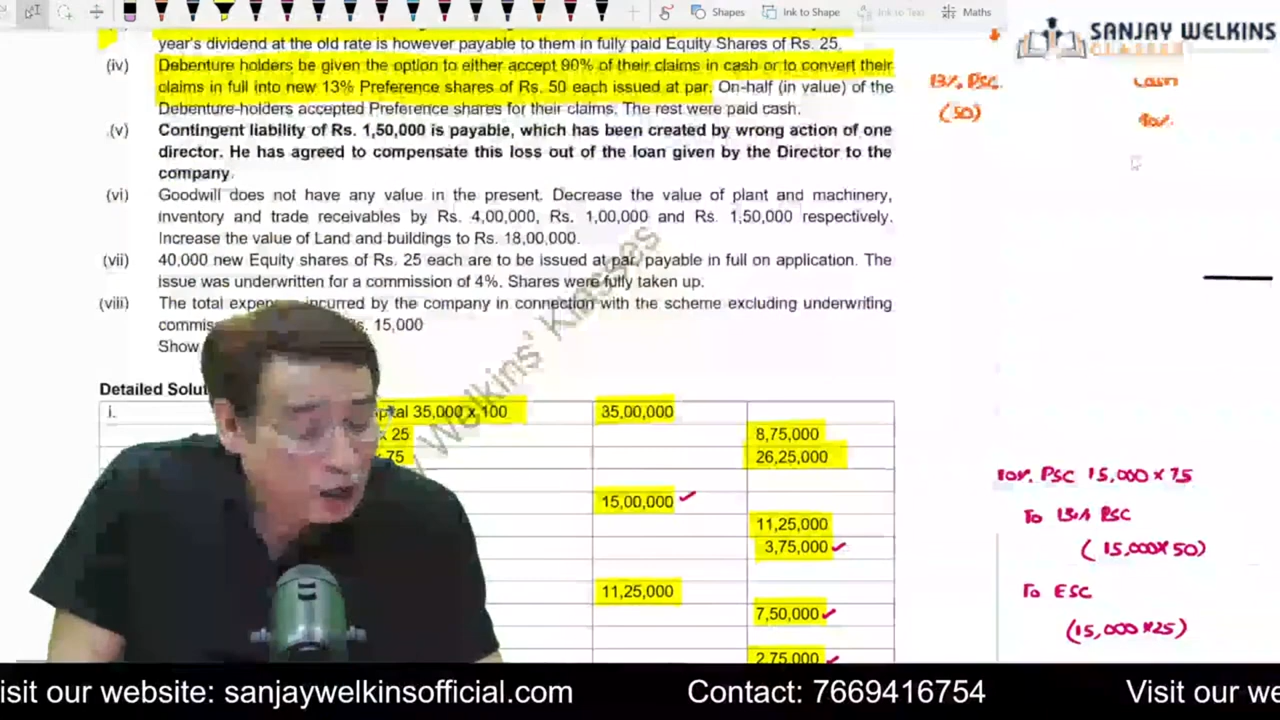 Shapes Ink to Shape Ink to Text Maths
SANJAY WELKINS
year's dividend at the old rate is however payable to them in fully paid Equity Shares of Rs. 25.
(iv) Debenture holders be given the option to either accept 90% of their claims in cash or to convert their
claims in full into new 13% Preference shares of Rs. 50 each issued at par. On-half (in value) of the
Debenture-holders accepted Preference shares for their claims. The rest were paid cash.
(v) Contingent liability of Rs. 1,50,000 is payable, which has been created by wrong action of one
director. He has agreed to compensate this loss out of the loan given by the Director to the
company.
(vi) Goodwill does not have any value in the present. Decrease the value of plant and machinery,
inventory and trade receivables by Rs. 4,00,000, Rs. 1,00,000 and Rs. 1,50,000 respectively.
Increase the value of Land and buildings to Rs. 18,00,000.
(vii) 40,000 new Equity shares of Rs. 25 each are to be issued at par, payable in full on application. The
issue was underwritten for a commission of 4%. Shares were fully taken up.
(viii) The total incurred by the company in connection with the scheme excluding underwriting
15,000
Show
13% PSC
(50)
Cash
90%
Detailed
i. 35,000 x 100 35,00,000
x 25 8,75,000
75 26,25,000
15,00,000
11,25,000
3,75,000
11,25,000
7,50,000
2,75,000
Welkins' Klasses
10% PSC 15,000 x 75
To 13% PSC
(15,000 x 50)
To ESC
(15,000 x 25)
isit our website: sanjaywelkinsofficial.com Contact: 7669416754 Visit our we